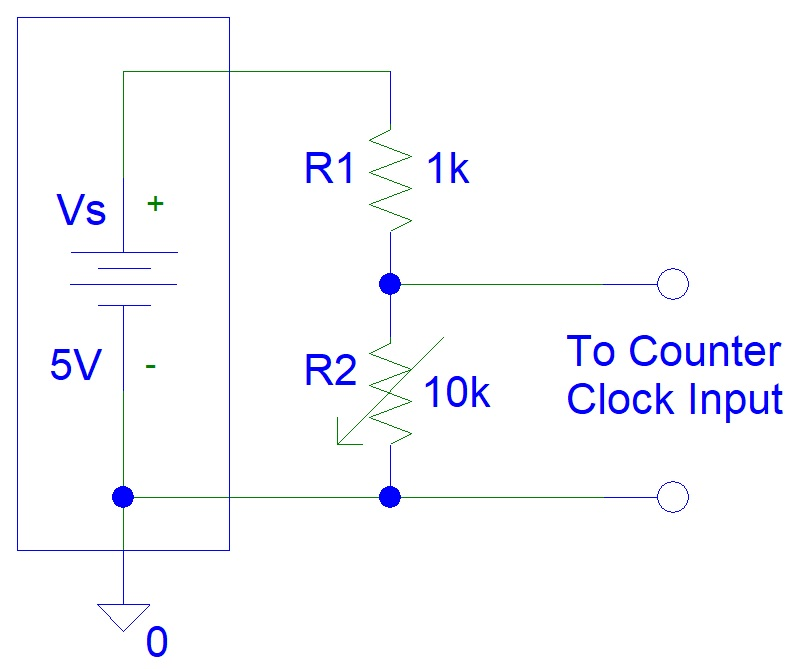 R1 1k
Vs +
5V -
R2 10k
To Counter
Clock Input
0